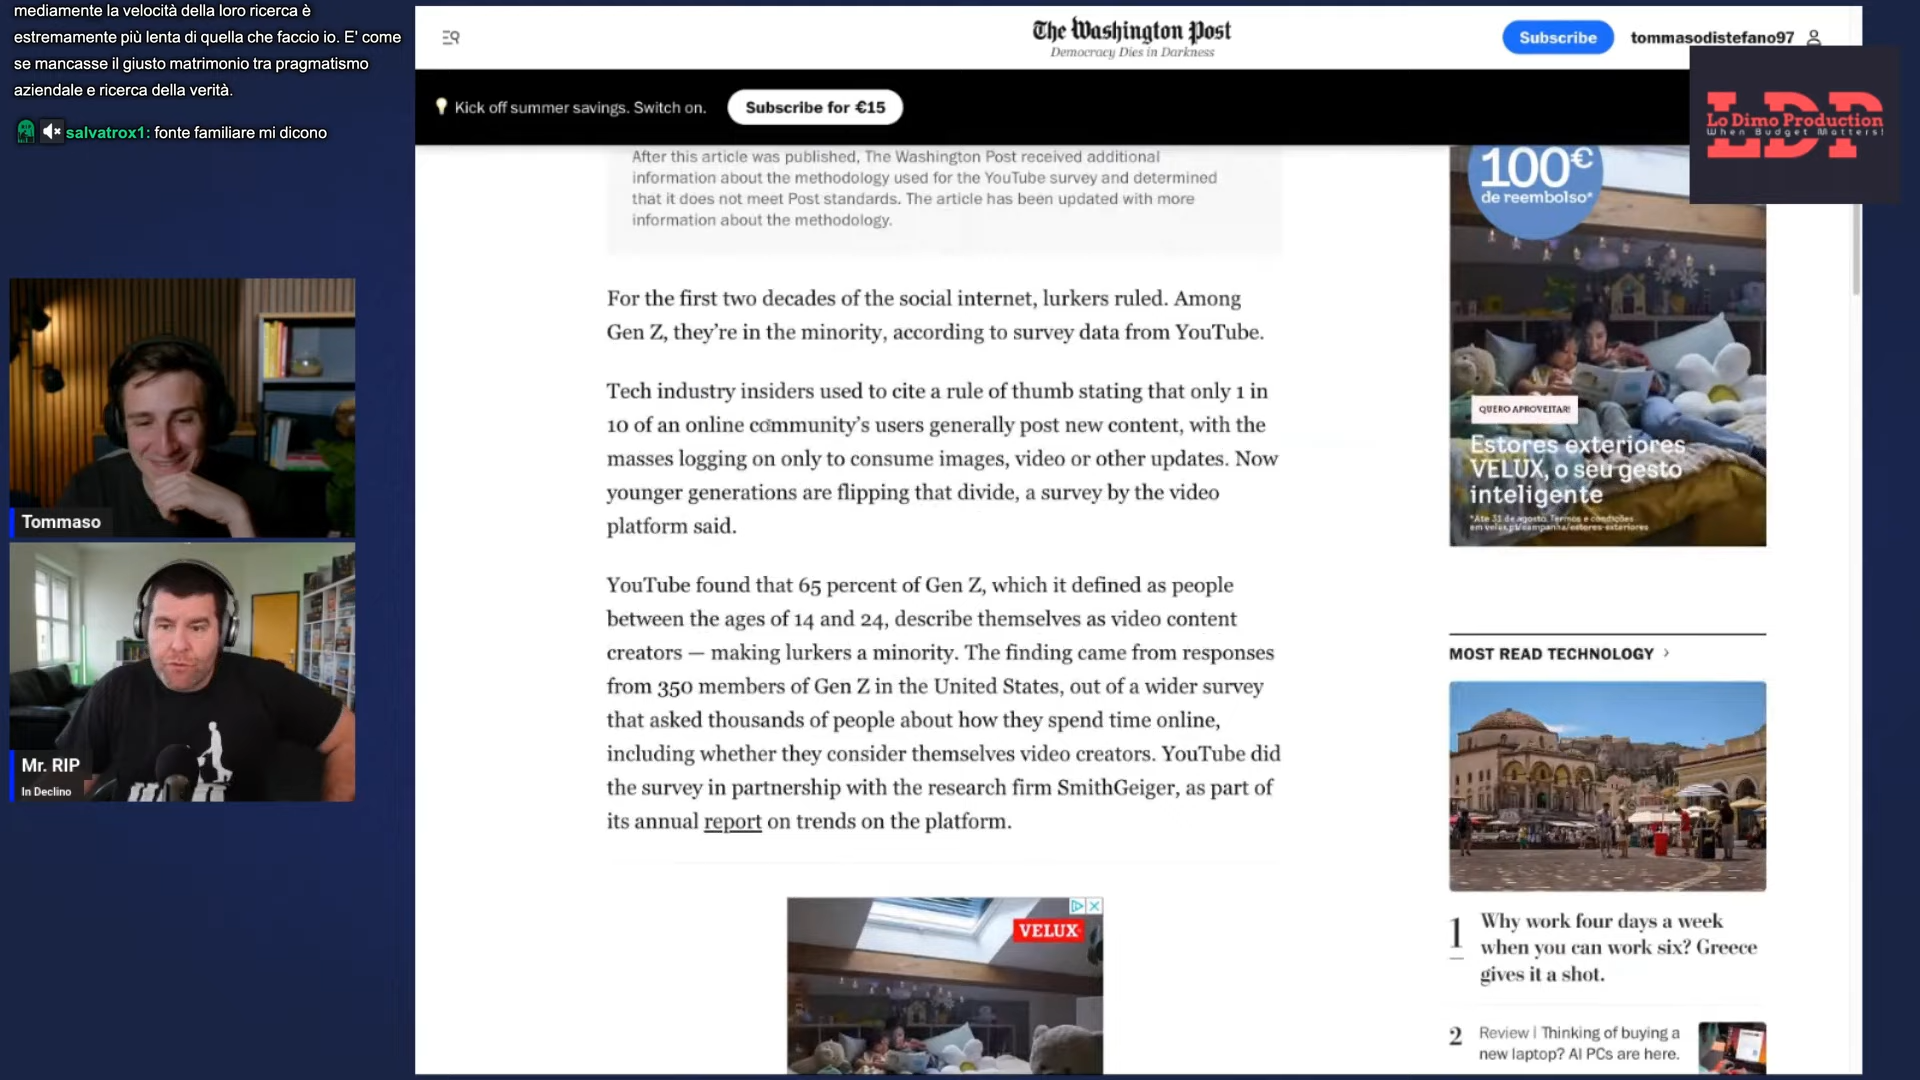 mediamente la velocità della loro ricerca è
estremamente più lenta di quella che faccio io. E' come
se mancasse il giusto matrimonio tra pragmatismo
aziendale e ricerca della verità.
salvatrox1: fonte familiare mi dicono
Tommaso
Mr. RIP
In Declino
The Washington Post
Democracy Dies in Darkness
Subscribe
tommasodistefano97
Kick off summer savings. Switch on.
Subscribe for €15
LDP
Lo Dimo Production
When Budget Matters!
After this article was published, The Washington Post received additional
information about the methodology used for the YouTube survey and determined
that it does not meet Post standards. The article has been updated with more
information about the methodology.
For the first two decades of the social internet, lurkers ruled. Among
Gen Z, they’re in the minority, according to survey data from YouTube.
Tech industry insiders used to cite a rule of thumb stating that only 1 in
10 of an online community’s users generally post new content, with the
masses logging on only to consume images, video or other updates. Now
younger generations are flipping that divide, a survey by the video
platform said.
YouTube found that 65 percent of Gen Z, which it defined as people
between the ages of 14 and 24, describe themselves as video content
creators — making lurkers a minority. The finding came from responses
from 350 members of Gen Z in the United States, out of a wider survey
that asked thousands of people about how they spend time online,
including whether they consider themselves video creators. YouTube did
the survey in partnership with the research firm SmithGeiger, as part of
its annual report on trends on the platform.
VELUX
100€
de reembolso*
QUERO APROVEITAR!
Estores exteriores
VELUX, o seu gesto
inteligente
*Até 31 de agosto. Termos e condições
em velux.pt/campanha/estores-exteriores
MOST READ TECHNOLOGY
1
Why work four days a week
when you can work six? Greece
gives it a shot.
2
Review | Thinking of buying a
new laptop? AI PCs are here.